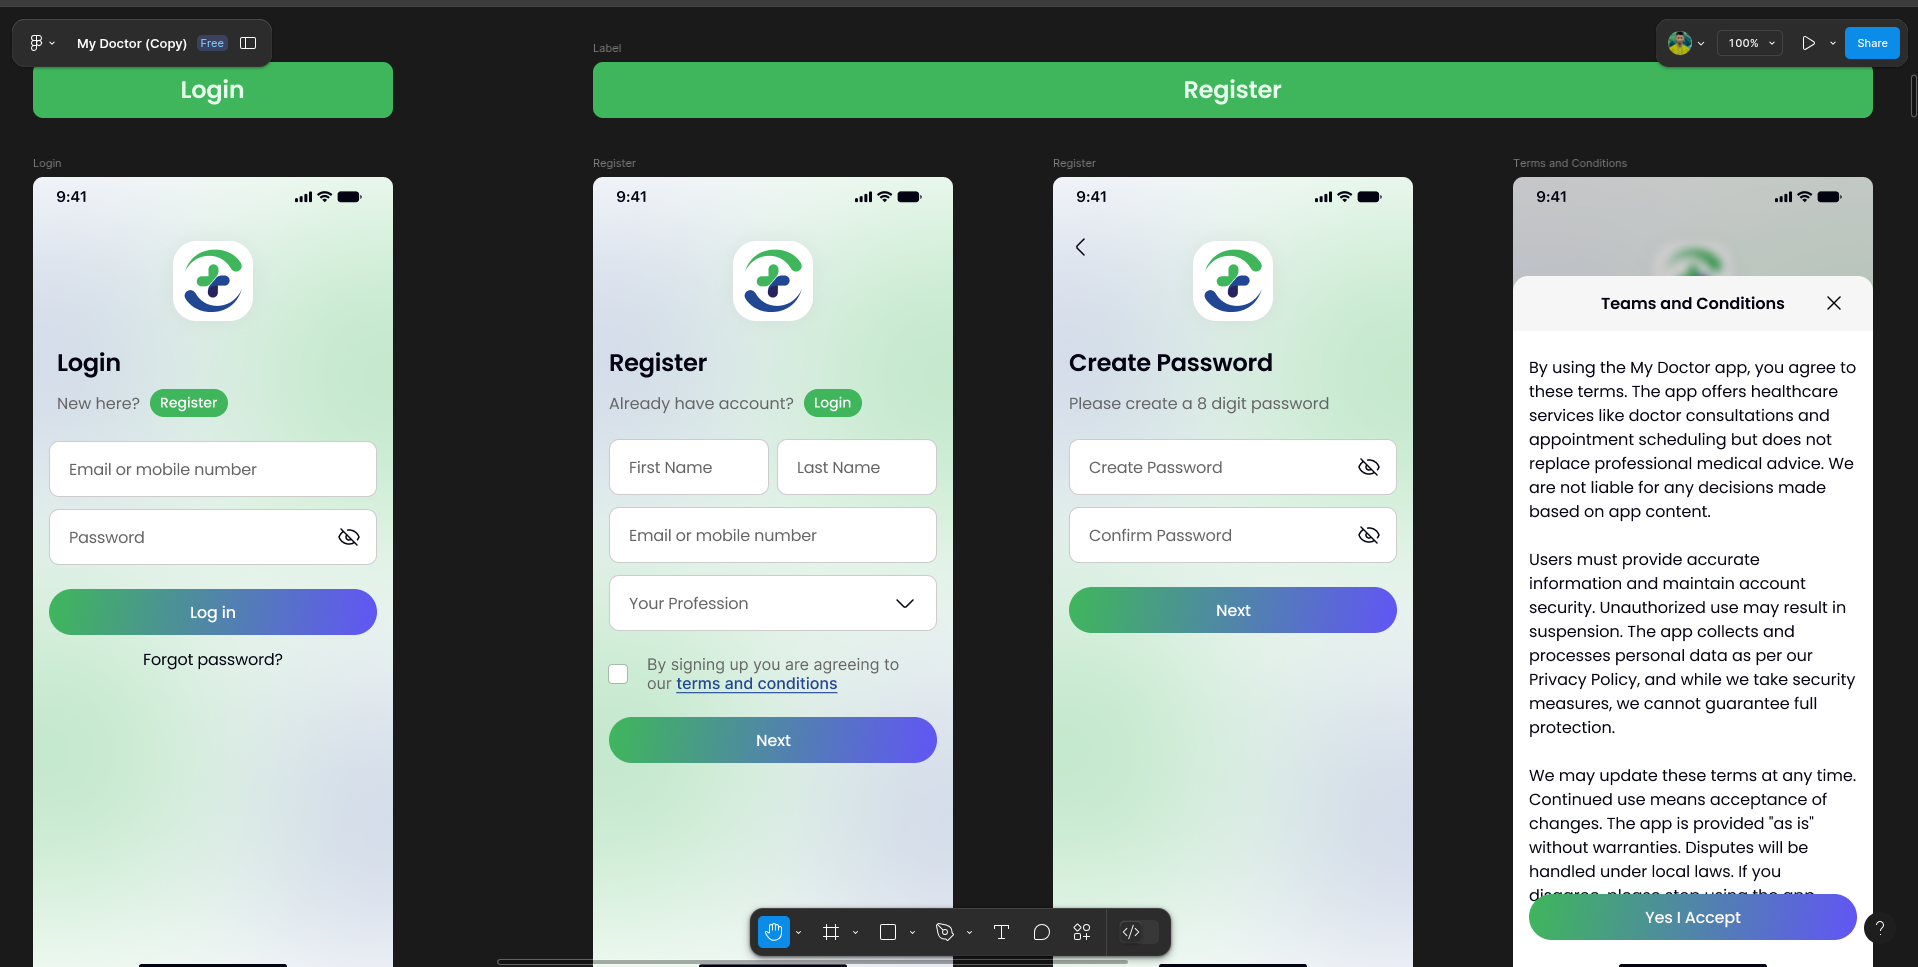 My Doctor (Copy)
Free
100%
Share
Label
Login
Register
Login
9:41
Login
New here?
Register
Email or mobile number
Password
Log in
Forgot password?
Register
9:41
Register
Already have account?
Login
First Name
Last Name
Email or mobile number
Your Profession
By signing up you are agreeing to
our terms and conditions
Next
Register
9:41
Create Password
Please create a 8 digit password
Create Password
Confirm Password
Next
Terms and Conditions
9:41
Teams and Conditions
By using the My Doctor app, you agree to
these terms. The app offers healthcare
services like doctor consultations and
appointment scheduling but does not
replace professional medical advice. We
are not liable for any decisions made
based on app content.
Users must provide accurate
information and maintain account
security. Unauthorized use may result in
suspension. The app collects and
processes personal data as per our
Privacy Policy, and while we take security
measures, we cannot guarantee full
protection.
We may update these terms at any time.
Continued use means acceptance of
changes. The app is provided "as is"
without warranties. Disputes will be
handled under local laws. If you
disagree, please stop using the app.
Yes I Accept
?